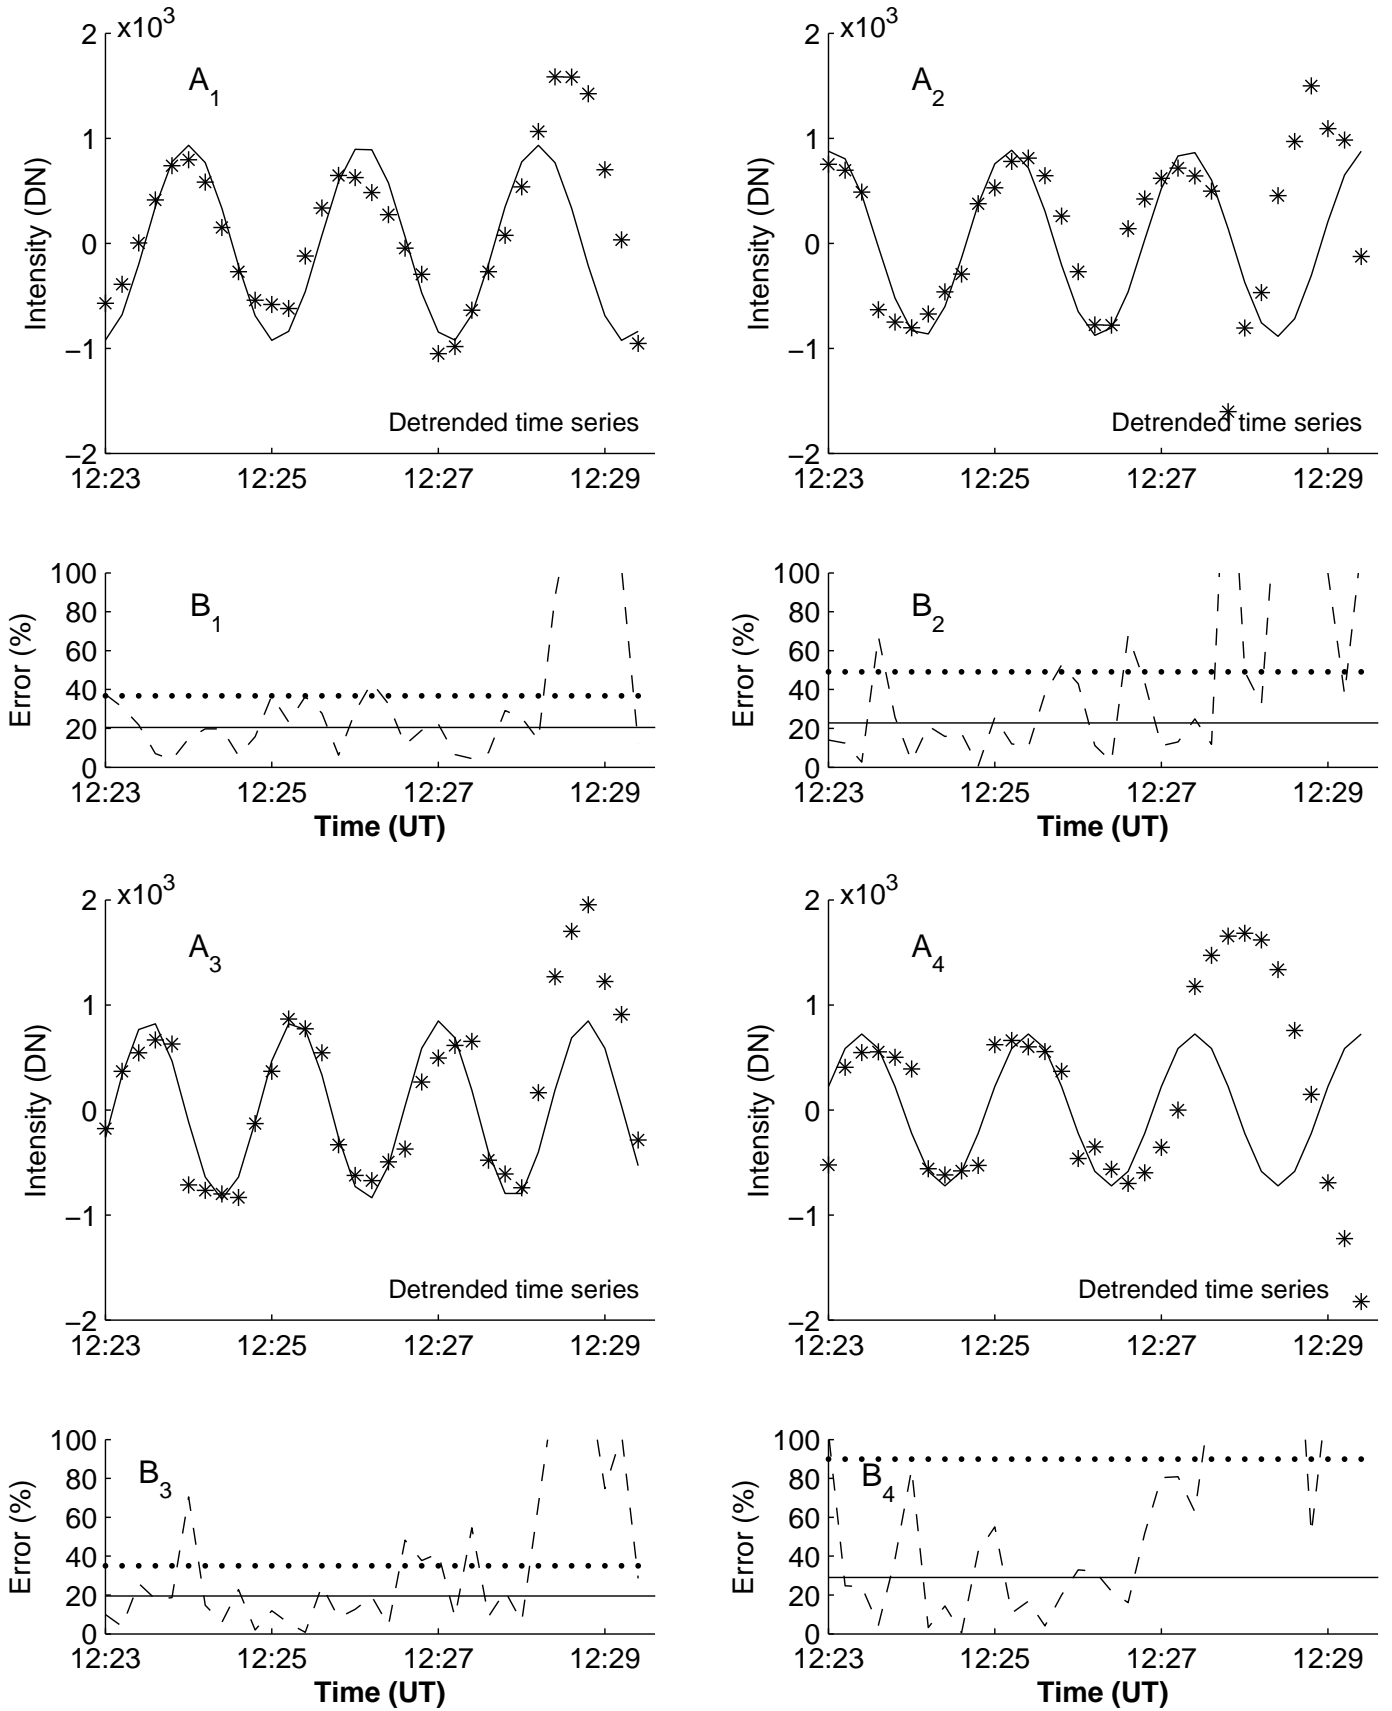 x10^3
2
A_1
1
0
−1
−2
Intensity (DN)
Detrended time series
12:23 12:25 12:27 12:29
x10^3
2
A_2
1
0
−1
−2
Intensity (DN)
Detrended time series
12:23 12:25 12:27 12:29
100
80
60
40
20
0
B_1
Error (%)
12:23 12:25 12:27 12:29
Time (UT)
100
80
60
40
20
0
B_2
Error (%)
12:23 12:25 12:27 12:29
Time (UT)
x10^3
2
A_3
1
0
−1
−2
Intensity (DN)
Detrended time series
12:23 12:25 12:27 12:29
x10^3
2
A_4
1
0
−1
−2
Intensity (DN)
Detrended time series
12:23 12:25 12:27 12:29
100
80
60
40
20
0
B_3
Error (%)
12:23 12:25 12:27 12:29
Time (UT)
100
80
60
40
20
0
B_4
Error (%)
12:23 12:25 12:27 12:29
Time (UT)